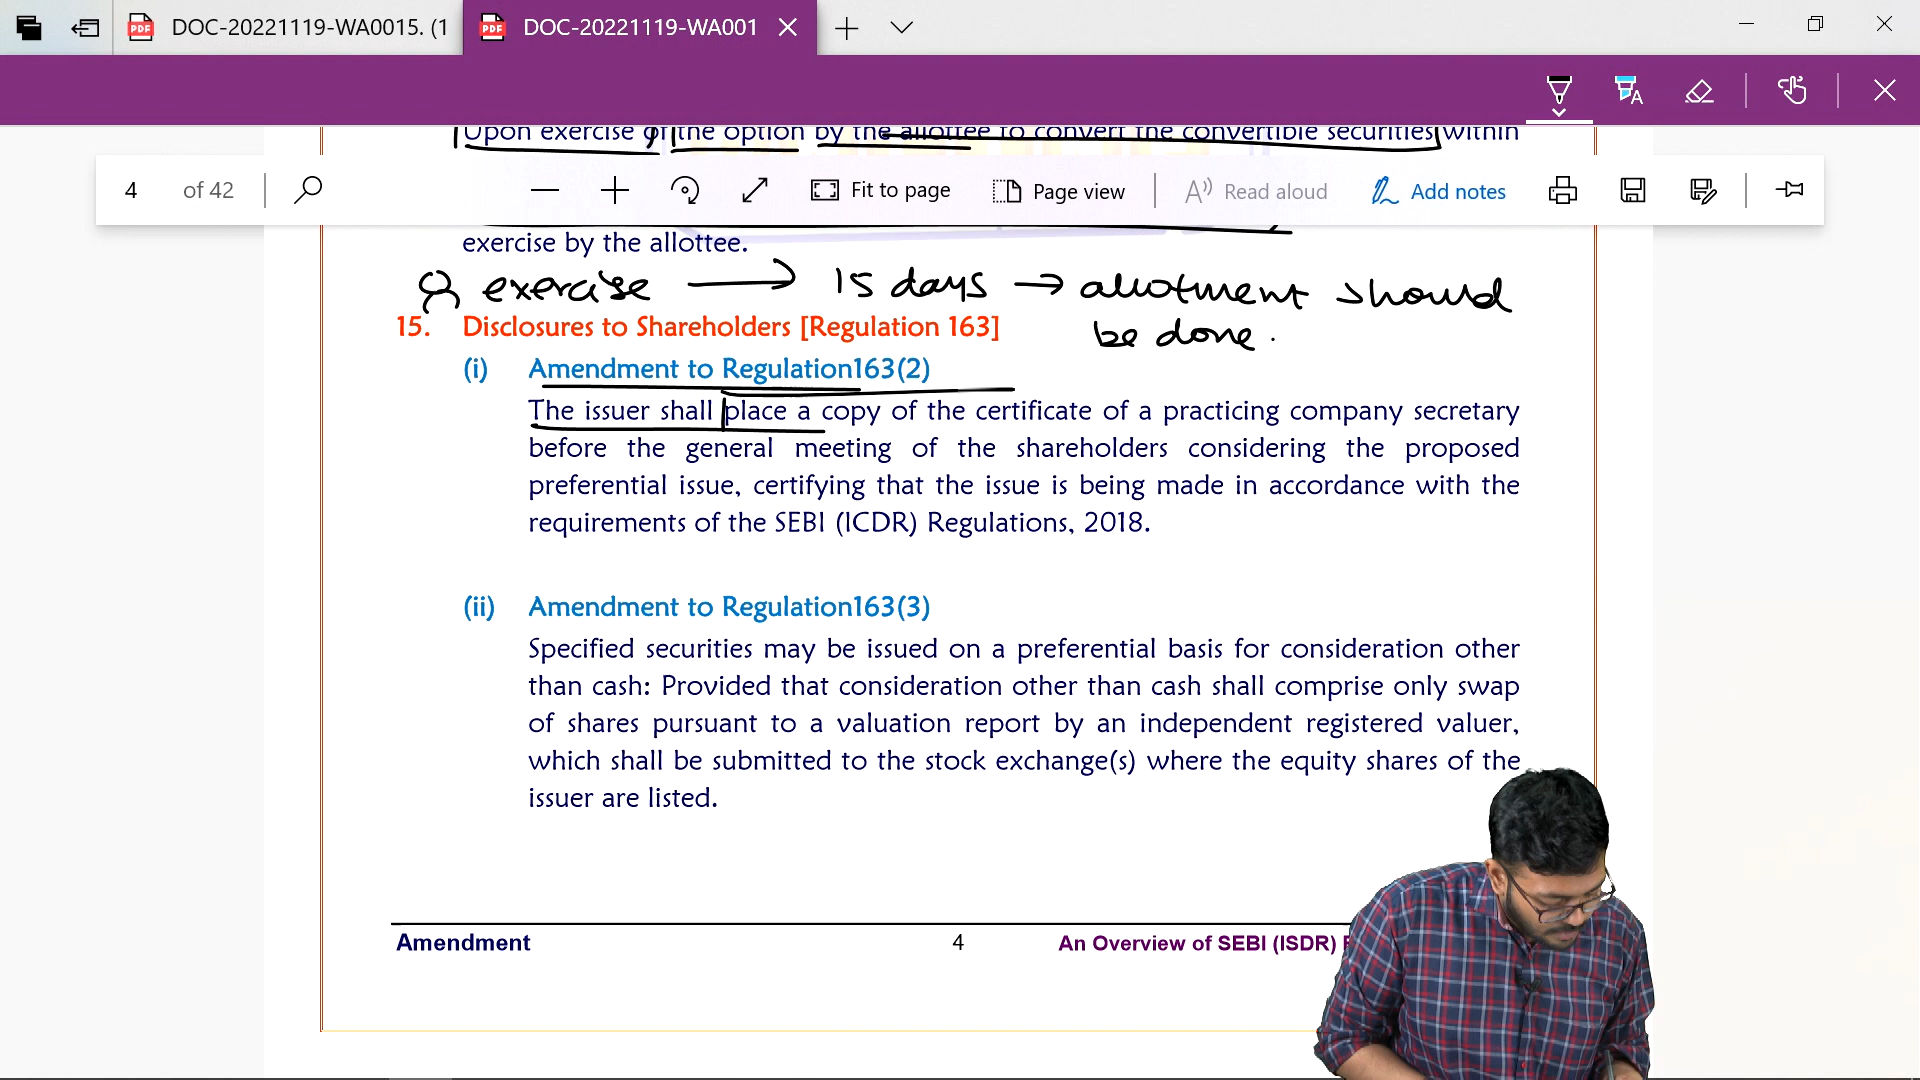 DOC-20221119-WA0015. (1
DOC-20221119-WA001
Upon exercise of the option by the allottee to convert the convertible securities within
4 of 42
Fit to page
Page view
Read aloud
Add notes
exercise by the allottee.
exercise → 15 days → allotment should
be done.
15. Disclosures to Shareholders [Regulation 163]
(i) Amendment to Regulation163(2)
The issuer shall place a copy of the certificate of a practicing company secretary
before the general meeting of the shareholders considering the proposed
preferential issue, certifying that the issue is being made in accordance with the
requirements of the SEBI (ICDR) Regulations, 2018.
(ii) Amendment to Regulation163(3)
Specified securities may be issued on a preferential basis for consideration other
than cash: Provided that consideration other than cash shall comprise only swap
of shares pursuant to a valuation report by an independent registered valuer,
which shall be submitted to the stock exchange(s) where the equity shares of the
issuer are listed.
Amendment 4 An Overview of SEBI (ISDR)